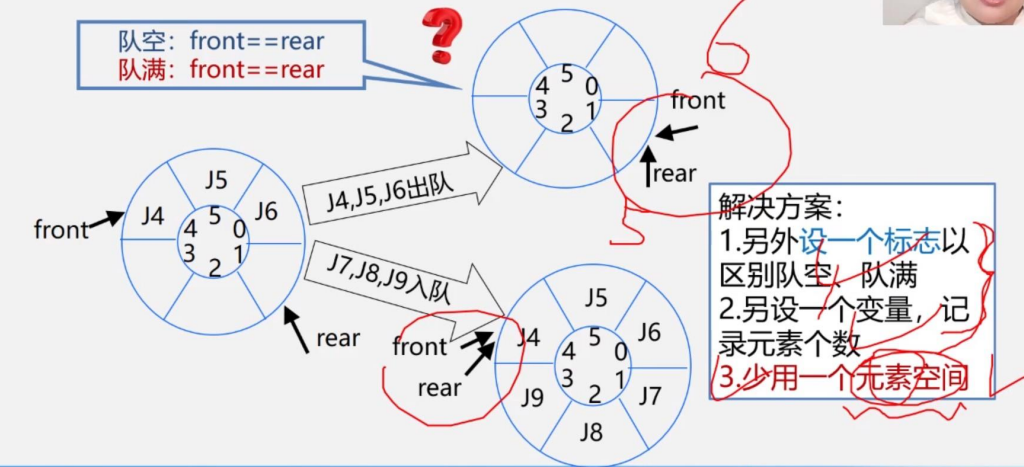 队空：front==rear
队满：front==rear
?
5
4
0
3
1
2
front
rear
J4,J5,J6出队
J5
J4
J6
5
4
0
3
1
2
front
rear
J7,J8,J9入队
front
rear
J5
J4
J6
5
4
0
3
1
2
J9
J7
J8
解决方案：
1.另外设一个标志以
区别队空、队满
2.另设一个变量，记
录元素个数
3.少用一个元素空间